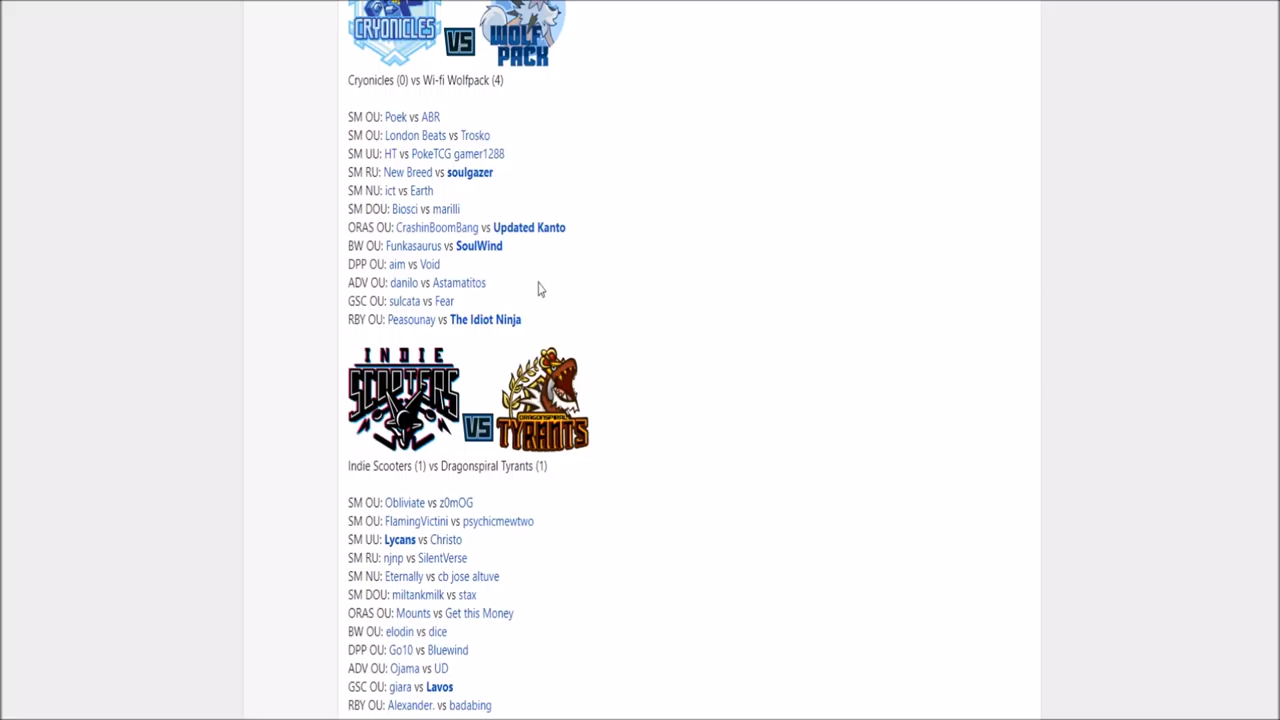 CRYONICLES
VS
WOLF
PACK
Cryonicles (0) vs Wi-fi Wolfpack (4)
SM OU: Poek vs ABR
SM OU: London Beats vs Trosko
SM UU: HT vs PokeTCG gamer1288
SM RU: New Breed vs soulgazer
SM NU: ict vs Earth
SM DOU: Biosci vs marilli
ORAS OU: CrashinBoomBang vs Updated Kanto
BW OU: Funkasaurus vs SoulWind
DPP OU: aim vs Void
ADV OU: danilo vs Astamatitos
GSC OU: sulcata vs Fear
RBY OU: Peasounay vs The Idiot Ninja
INDIE
SCOOTERS
VS
DRAGONSPIRAL
TYRANTS
Indie Scooters (1) vs Dragonspiral Tyrants (1)
SM OU: Obliviate vs z0mOG
SM OU: FlamingVictini vs psychicmewtwo
SM UU: Lycans vs Christo
SM RU: njnp vs SilentVerse
SM NU: Eternally vs cb jose altuve
SM DOU: miltankmilk vs stax
ORAS OU: Mounts vs Get this Money
BW OU: elodin vs dice
DPP OU: Go10 vs Bluewind
ADV OU: Ojama vs UD
GSC OU: giara vs Lavos
RBY OU: Alexander. vs badabing